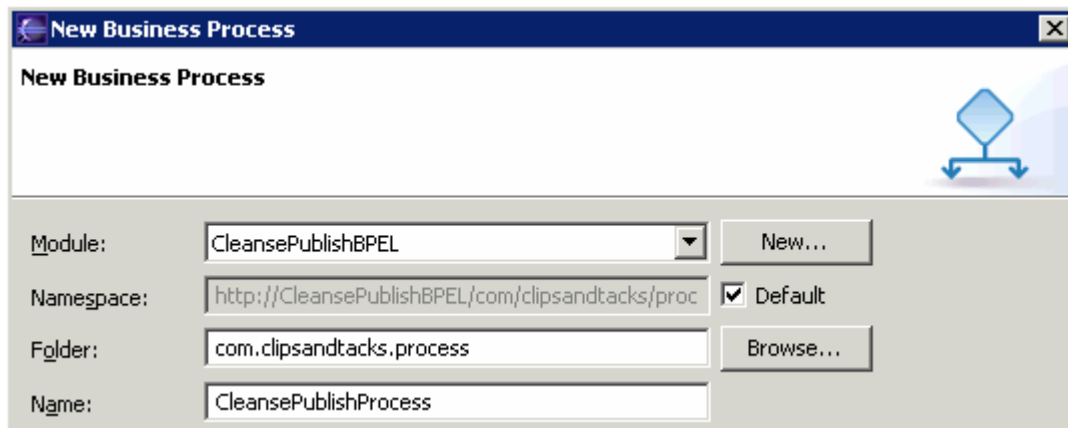 New Business Process
New Business Process
Module: CleansePublishBPEL New...
Namespace: http://CleansePublishBPEL/com/clipsandtacks/proc Default
Folder: com.clipsandtacks.process Browse...
Name: CleansePublishProcess